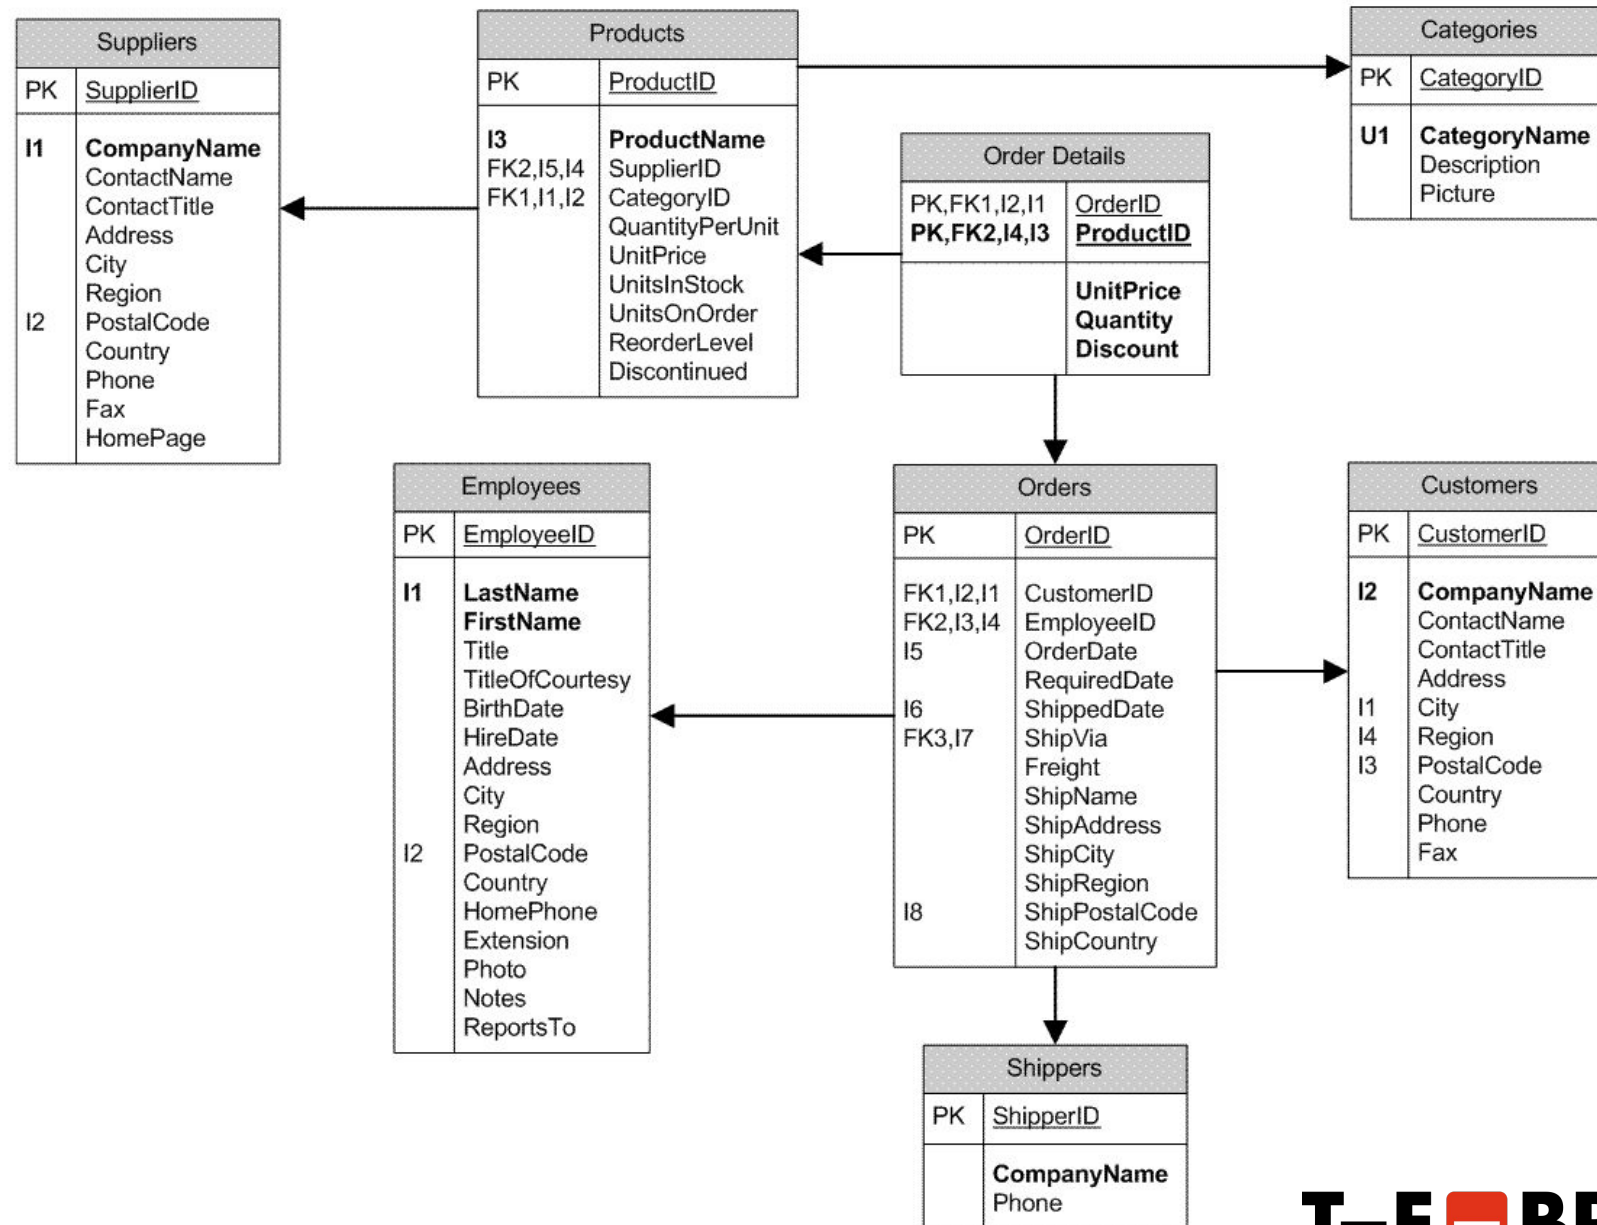 Suppliers
PK SupplierID
I1 CompanyName
ContactName
ContactTitle
Address
City
Region
I2 PostalCode
Country
Phone
Fax
HomePage
Products
PK ProductID
I3 ProductName
FK2,I5,I4 SupplierID
FK1,I1,I2 CategoryID
QuantityPerUnit
UnitPrice
UnitsInStock
UnitsOnOrder
ReorderLevel
Discontinued
Order Details
PK,FK1,I2,I1 OrderID
PK,FK2,I4,I3 ProductID
UnitPrice
Quantity
Discount
Categories
PK CategoryID
U1 CategoryName
Description
Picture
Employees
PK EmployeeID
I1 LastName
FirstName
Title
TitleOfCourtesy
BirthDate
HireDate
Address
City
Region
I2 PostalCode
Country
HomePhone
Extension
Photo
Notes
ReportsTo
Orders
PK OrderID
FK1,I2,I1 CustomerID
FK2,I3,I4 EmployeeID
I5 OrderDate
RequiredDate
I6 ShippedDate
FK3,I7 ShipVia
Freight
ShipName
ShipAddress
ShipCity
ShipRegion
I8 ShipPostalCode
ShipCountry
Customers
PK CustomerID
I2 CompanyName
ContactName
ContactTitle
Address
I1 City
I4 Region
I3 PostalCode
Country
Phone
Fax
Shippers
PK ShipperID
CompanyName
Phone